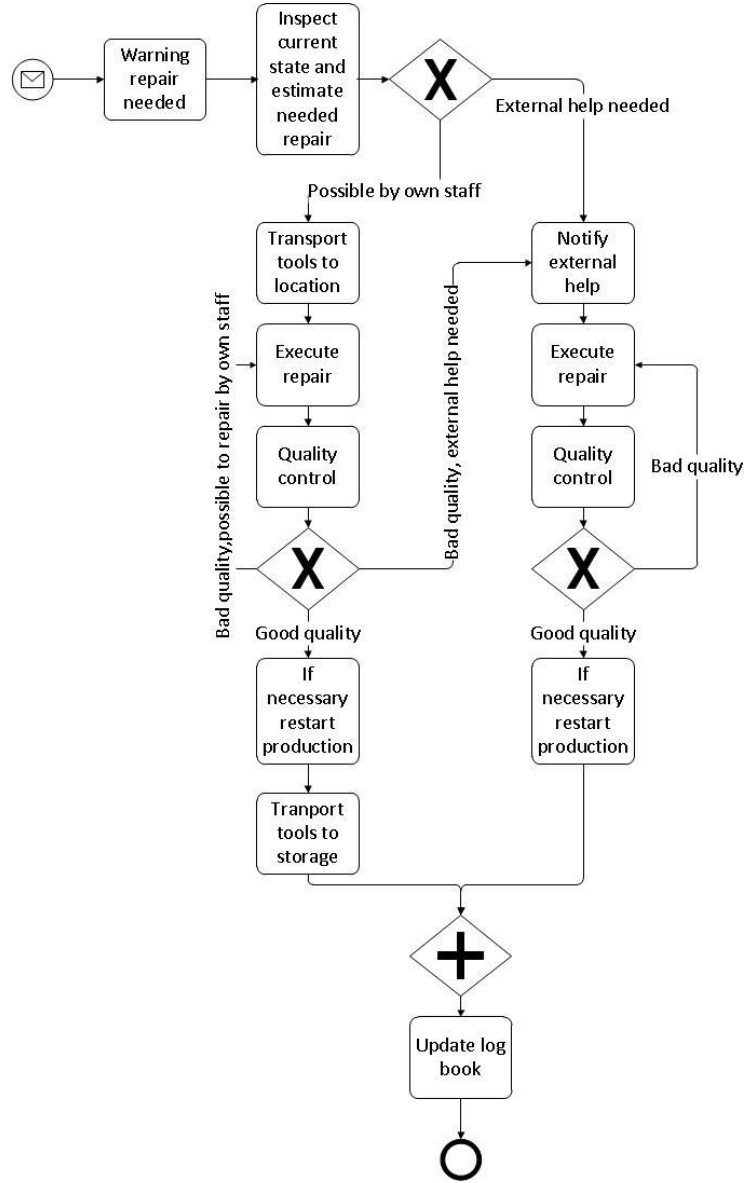 Warning
repair
needed
Inspect
current
state and
estimate
needed
repair
X
External help needed
Possible by own staff
Transport
tools to
location
Notify
external
help
Bad quality,possible to repair by own staff
Execute
repair
Bad quality, external help needed
Execute
repair
Quality
control
Quality
control
Bad quality
X
X
Good quality
Good quality
If
necessary
restart
production
If
necessary
restart
production
Tranport
tools to
storage
Update log
book